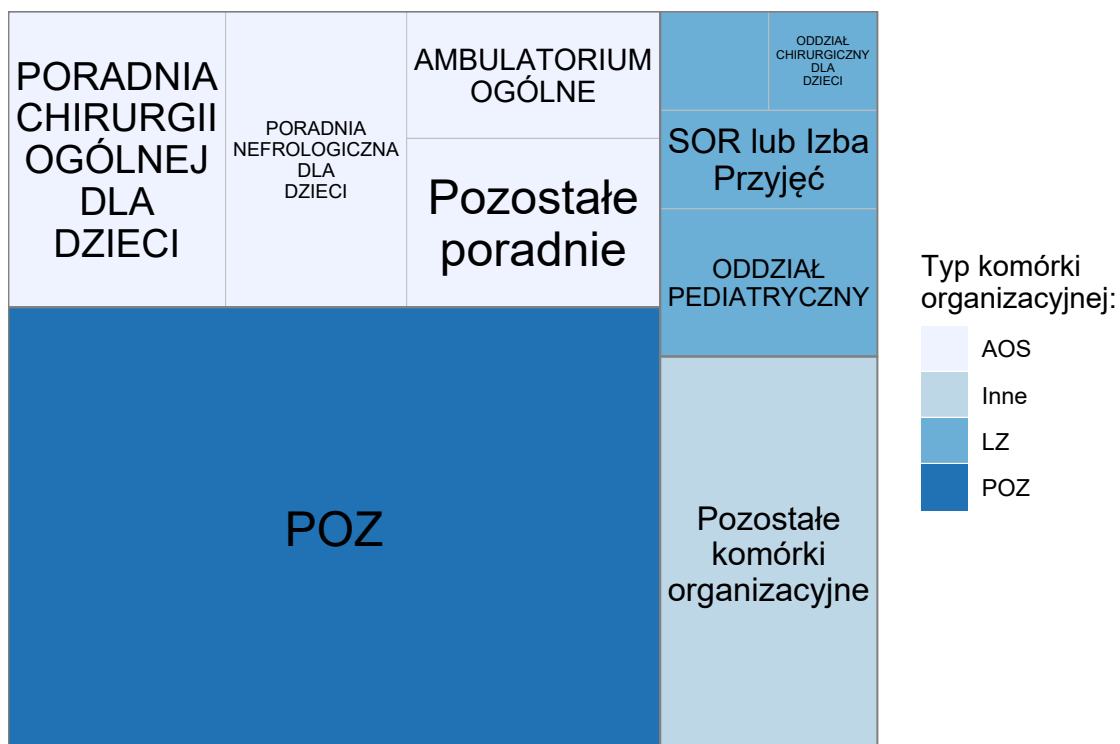 PORADNIA
CHIRURGII
OGÓLNEJ
DLA
DZIECI
PORADNIA
NEFROLOGICZNA
DLA
DZIECI
AMBULATORIUM
OGÓLNE
Pozostałe
poradnie
ODDZIAŁ
CHIRURGICZNY
DLA
DZIECI
SOR lub Izba
Przyjęć
ODDZIAŁ
PEDIATRYCZNY
POZ
Pozostałe
komórki
organizacyjne
Typ komórki
organizacyjnej:
AOS
Inne
LZ
POZ